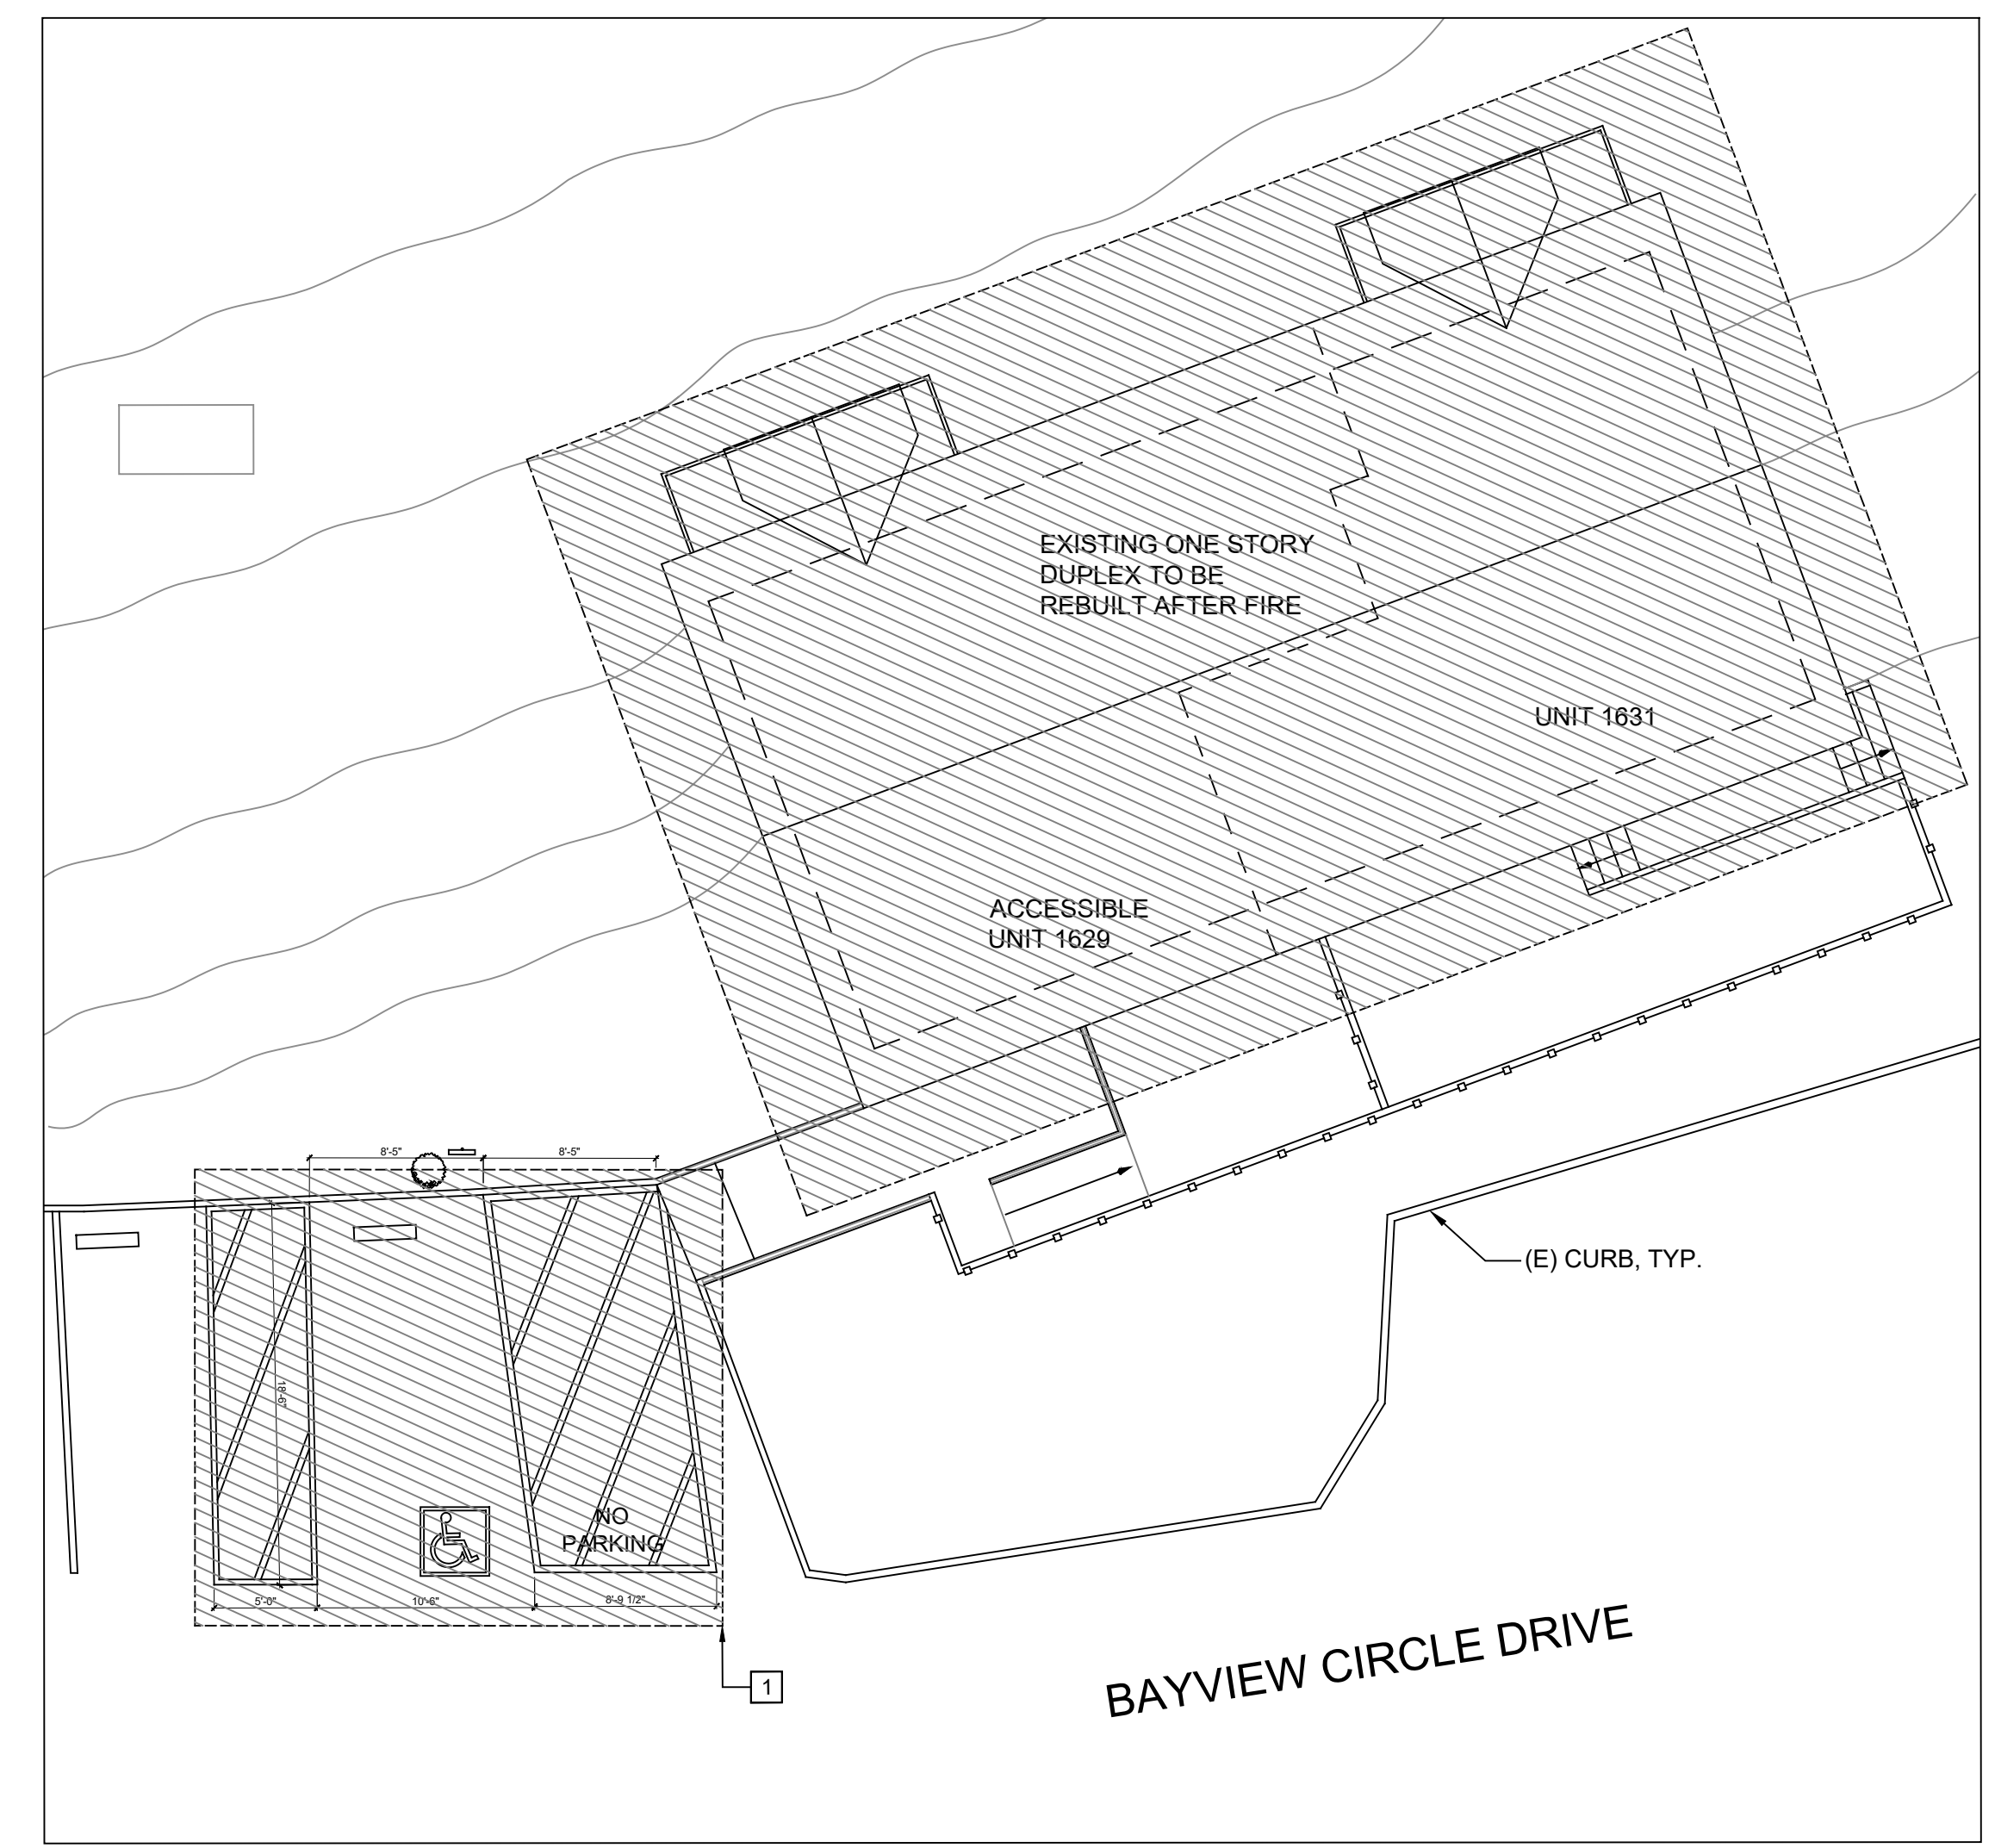 EXISTING ONE STORY
DUPLEX TO BE
REBUILT AFTER FIRE
UNIT 1631
ACCESSIBLE
UNIT 1629
8'-5"
8'-5"
(E) CURB, TYP.
18'-6"
NO
PARKING
5'-0"
10'-6"
8'-9 1/2"
1
BAYVIEW CIRCLE DRIVE